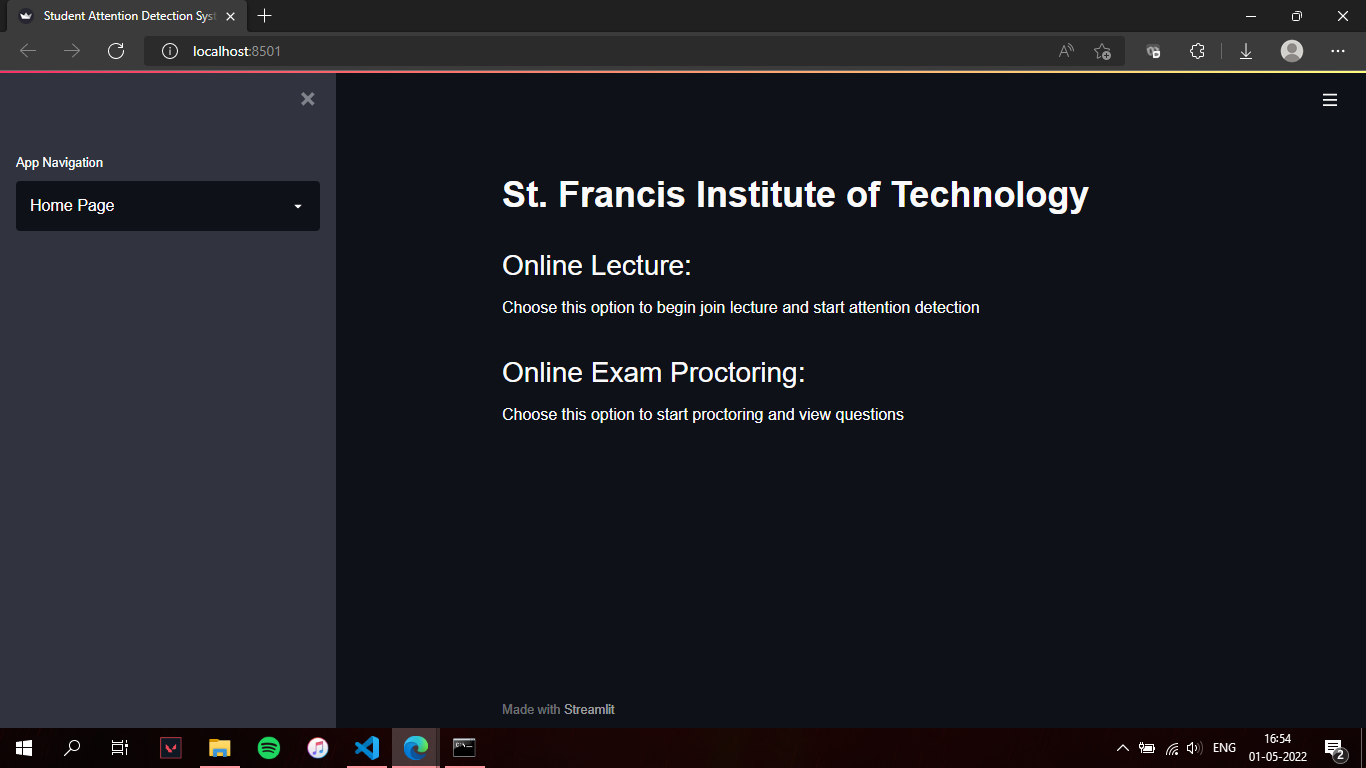 Student Attention Detection Syst
localhost:8501
App Navigation
Home Page
St. Francis Institute of Technology
Online Lecture:
Choose this option to begin join lecture and start attention detection
Online Exam Proctoring:
Choose this option to start proctoring and view questions
Made with Streamlit
ENG
16:54
01-05-2022
2